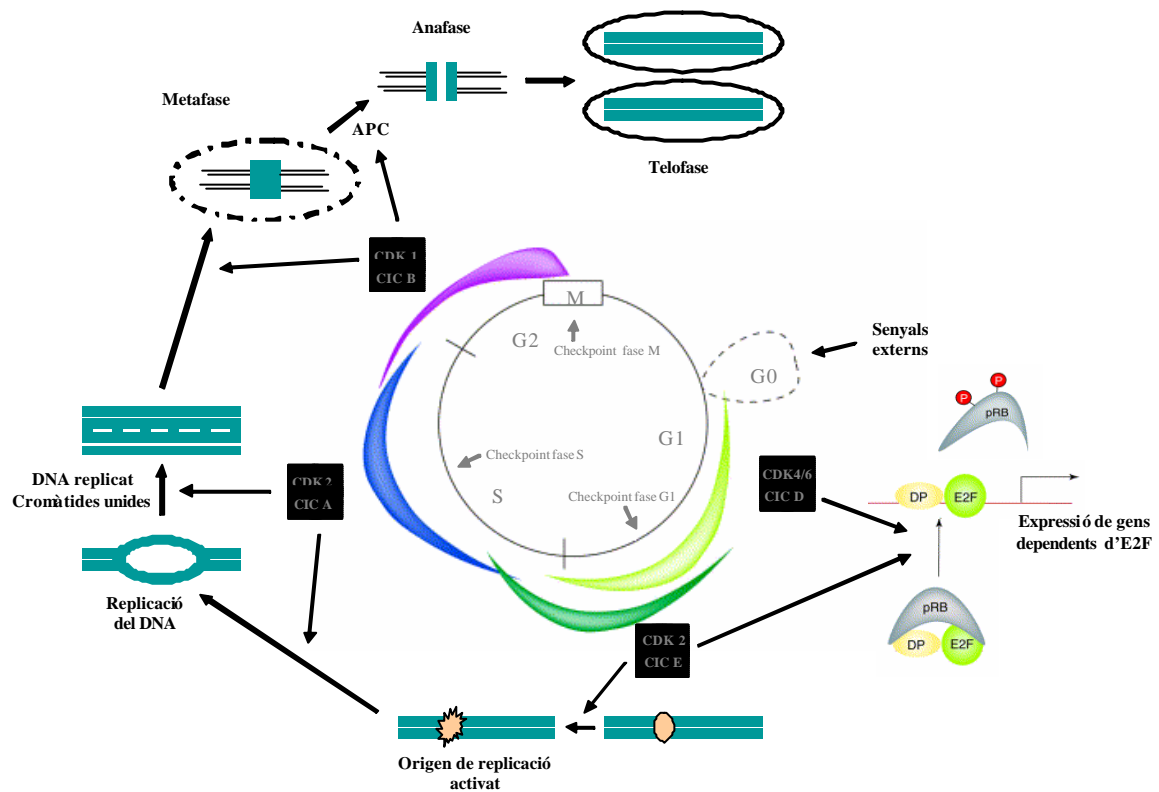 Anafase
Metafase
APC
Telofase
CDK 1
CIC B
M
G2
Checkpoint fase M
Senyals
externs
G0
P
P
pRB
G1
DNA replicat
Cromàtides unides
CDK 2
CIC A
Checkpoint fase S
S
Checkpoint fase G1
CDK4/6
CIC D
DP
E2F
Expressió de gens
dependents d'E2F
Replicació
del DNA
pRB
DP
E2F
CDK 2
CIC E
Origen de replicació
activat